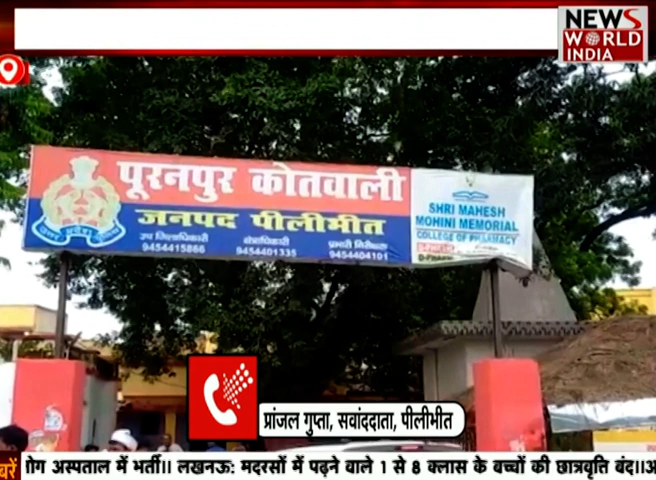 NEWS
WORLD
INDIA
पूरनपुर कोतवाली
जनपद पीलीभीत
उप जिलाधिकारी
9454415866
क्षेत्राधिकारी
9454401335
प्रभारी निरीक्षक
9454404101
SHRI MAHESH
MOHINI MEMORIAL
COLLEGE OF PHARMACY
D-PHARM
प्रांजल गुप्ता, सवांददाता, पीलीभीत
ोग अस्पताल में भर्ती।। लखनऊः मदरसों में पढ़ने वाले 1 से 8 क्लास के बच्चों की छात्रवृति बंद।।अ